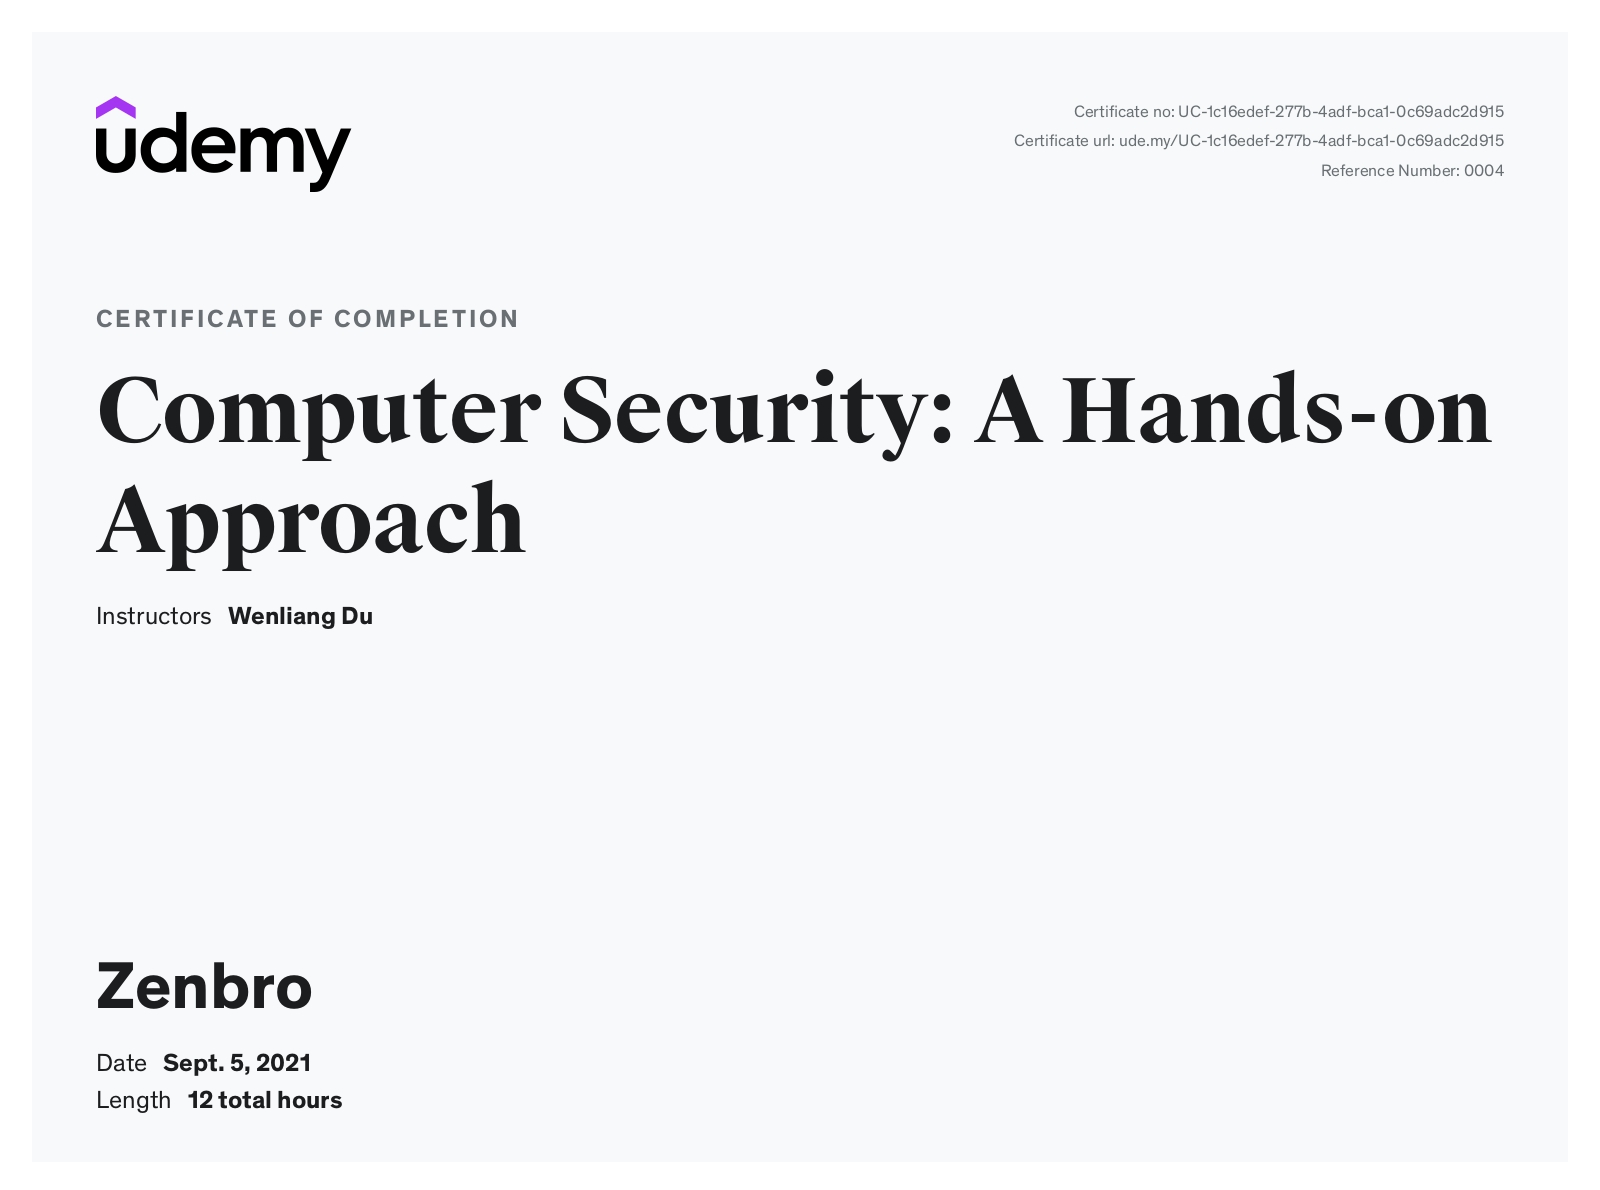 udemy
Certificate no: UC-1c16edef-277b-4adf-bca1-0c69adc2d915
Certificate url: ude.my/UC-1c16edef-277b-4adf-bca1-0c69adc2d915
Reference Number: 0004
CERTIFICATE OF COMPLETION
Computer Security: A Hands-on
Approach
Instructors Wenliang Du
Zenbro
Date Sept. 5, 2021
Length 12 total hours